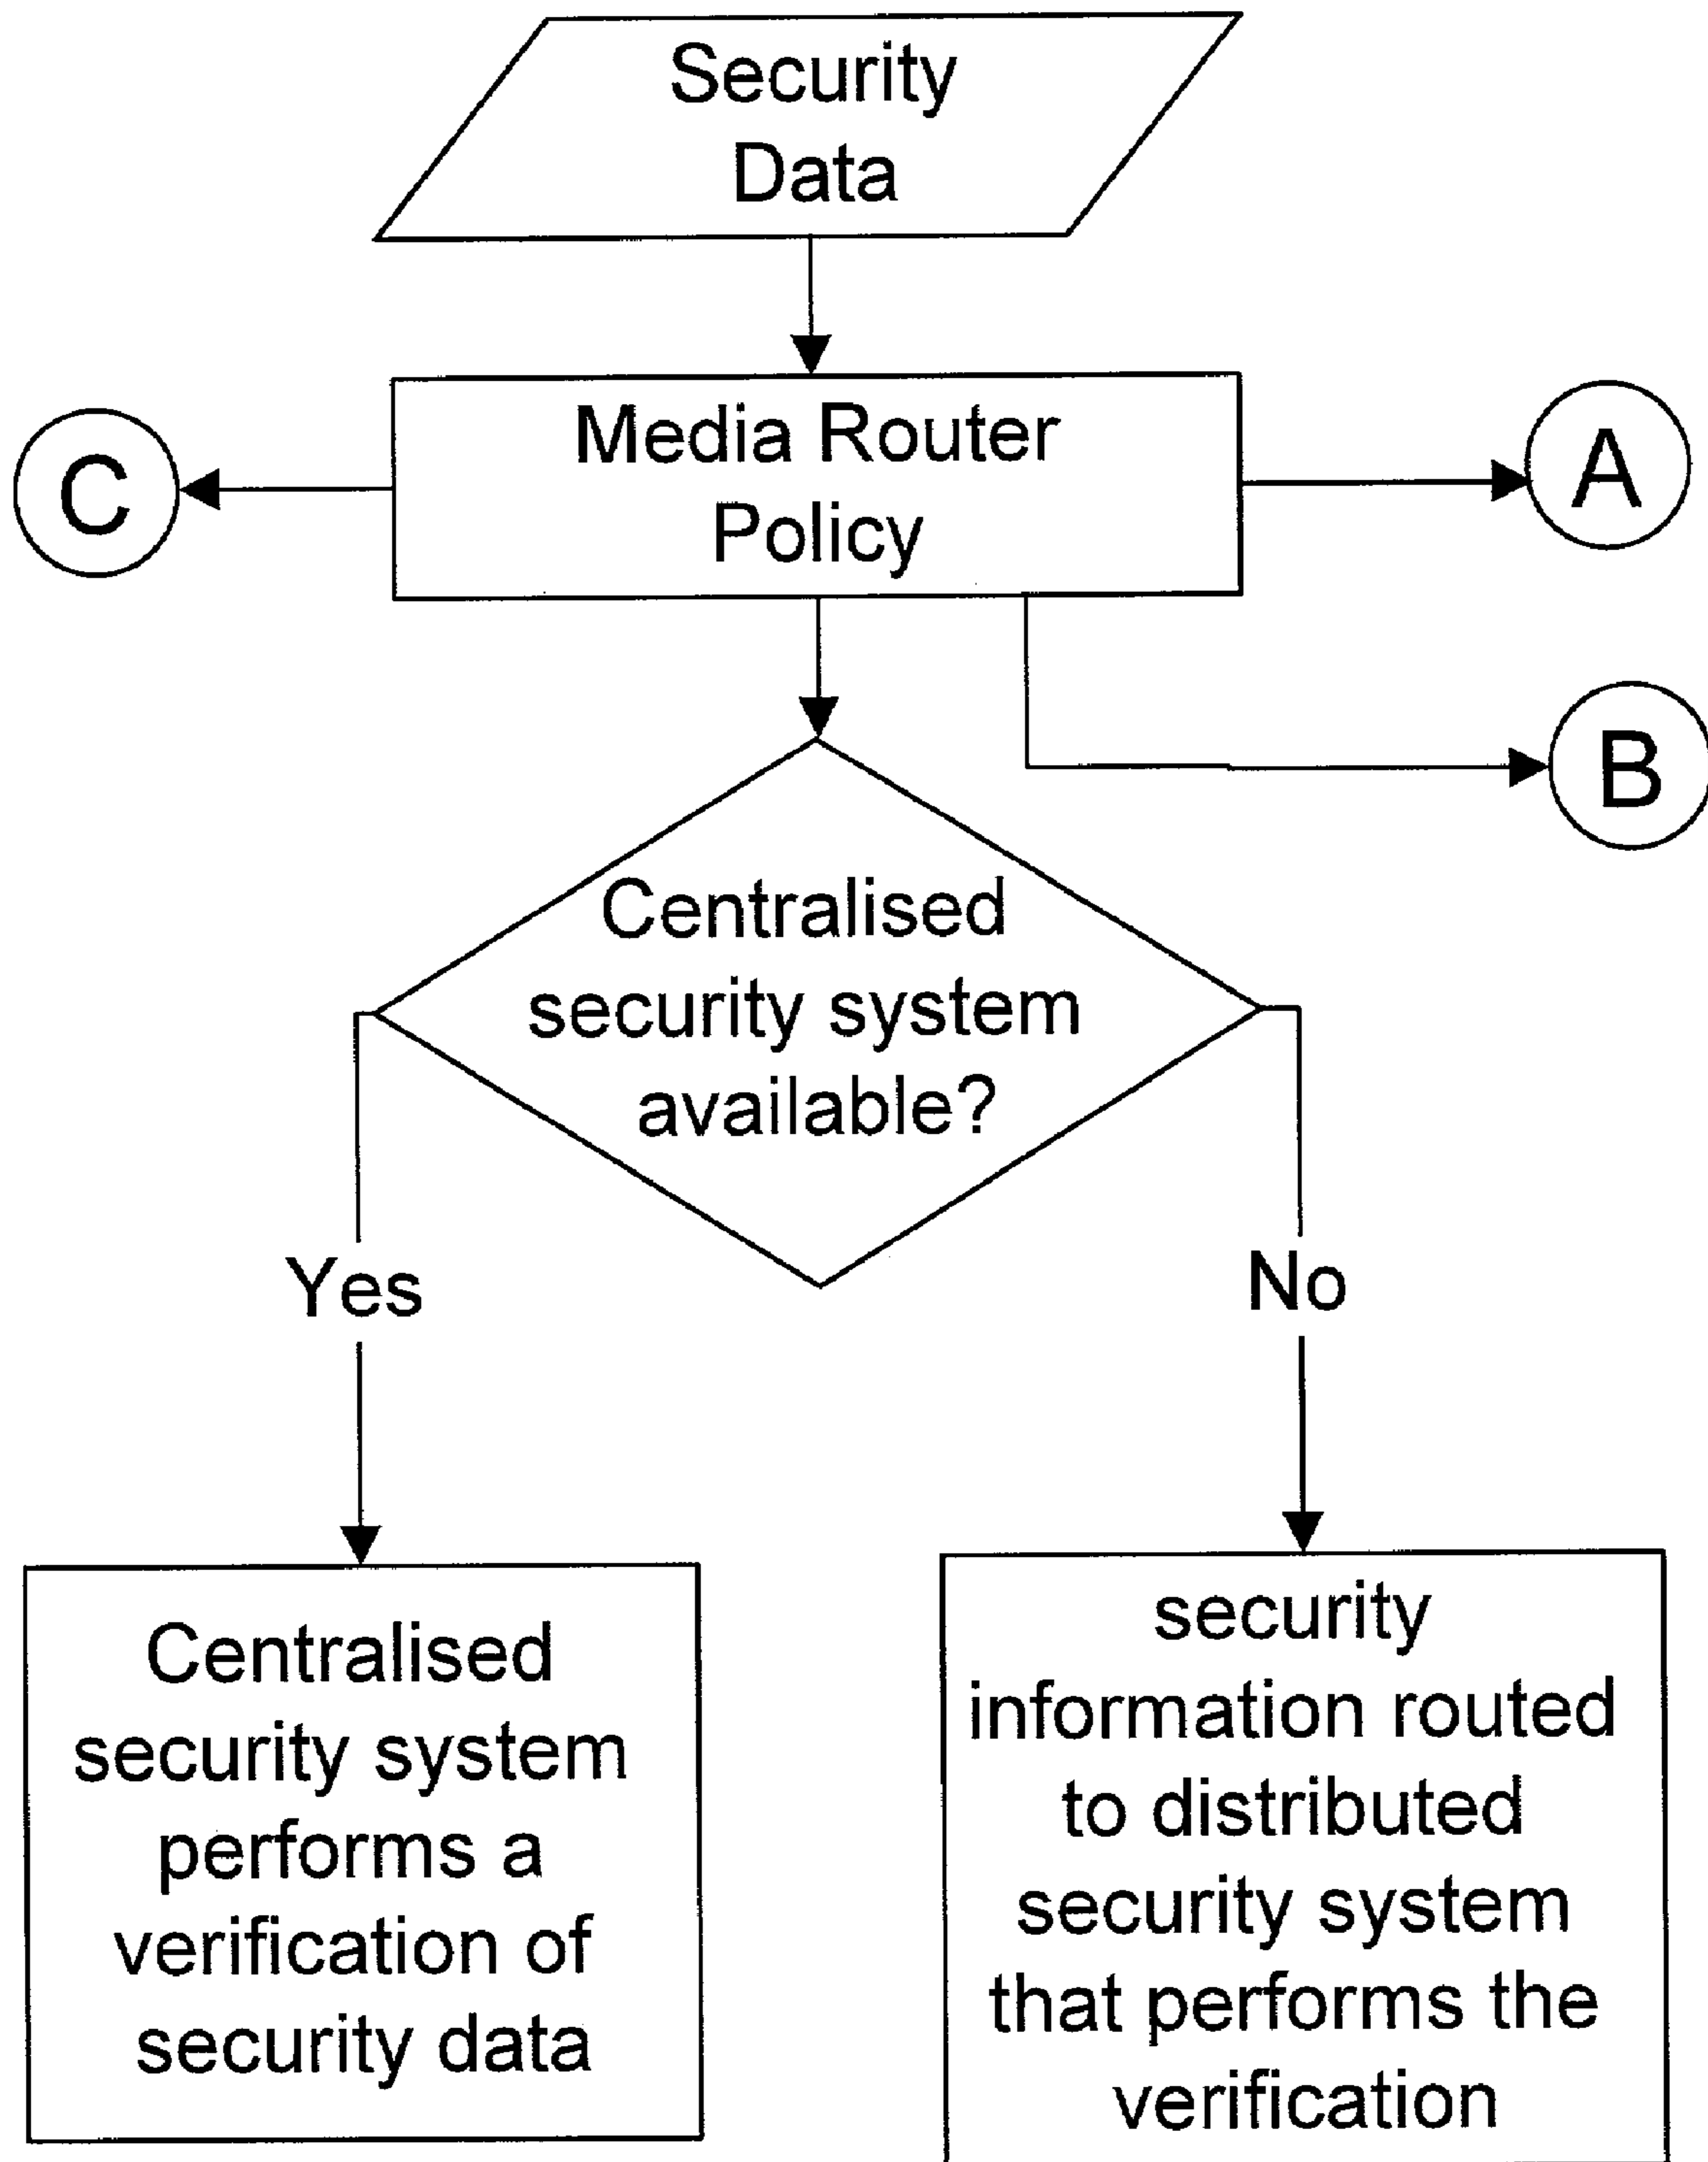 Security
Data
Media Router
Policy
C
A
B
Centralised
security system
available?
Yes
No
Centralised
security system
performs a
verification of
security data
security
information routed
to distributed
security system
that performs the
verification